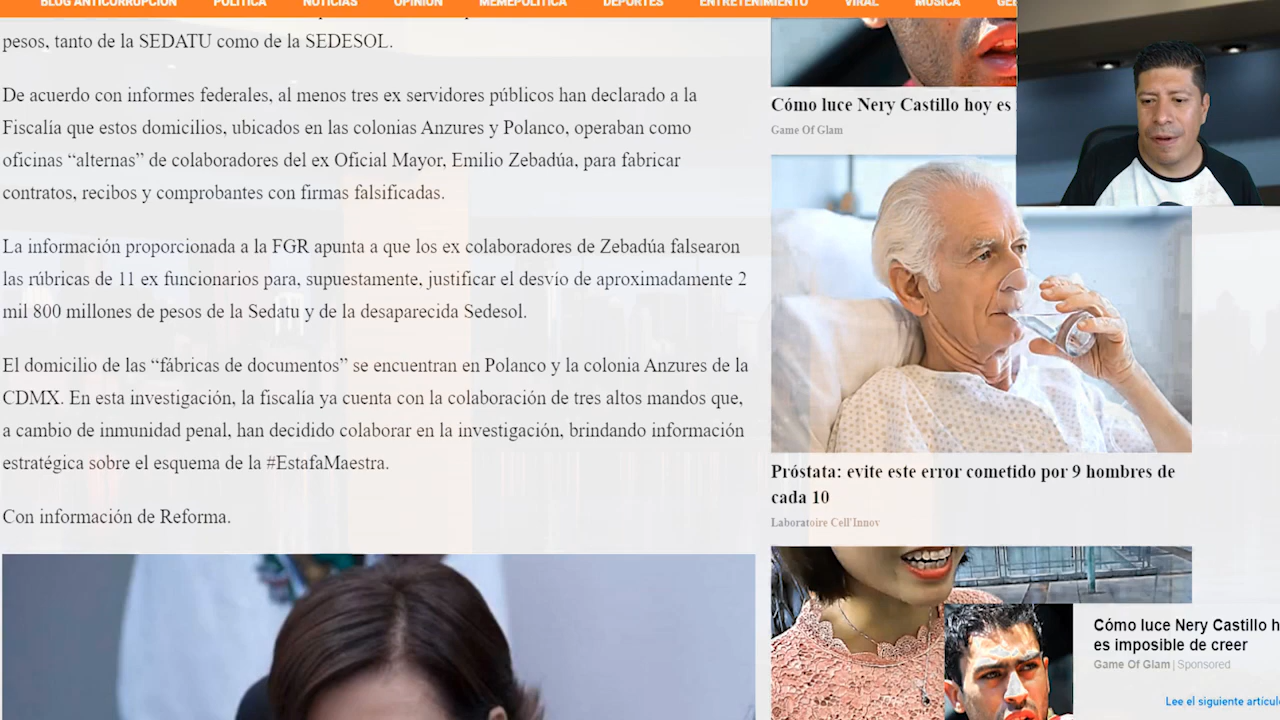 BLOG ANTICORRUPCIÓN POLÍTICA NOTICIAS OPINIÓN MEMEPOLÍTICA DEPORTES ENTRETENIMIENTO VIRAL MÚSICA
pesos, tanto de la SEDATU como de la SEDESOL.
De acuerdo con informes federales, al menos tres ex servidores públicos han declarado a la
Fiscalía que estos domicilios, ubicados en las colonias Anzures y Polanco, operaban como
oficinas “alternas” de colaboradores del ex Oficial Mayor, Emilio Zebadúa, para fabricar
contratos, recibos y comprobantes con firmas falsificadas.
La información proporcionada a la FGR apunta a que los ex colaboradores de Zebadúa falsearon
las rúbricas de 11 ex funcionarios para, supuestamente, justificar el desvío de aproximadamente 2
mil 800 millones de pesos de la Sedatu y de la desaparecida Sedesol.
El domicilio de las “fábricas de documentos” se encuentran en Polanco y la colonia Anzures de la
CDMX. En esta investigación, la fiscalía ya cuenta con la colaboración de tres altos mandos que,
a cambio de inmunidad penal, han decidido colaborar en la investigación, brindando información
estratégica sobre el esquema de la #EstafaMaestra.
Con información de Reforma.
Cómo luce Nery Castillo hoy es
Game Of Glam
Próstata: evite este error cometido por 9 hombres de
cada 10
Laboratoire Cell'Innov
Cómo luce Nery Castillo h
es imposible de creer
Game Of Glam | Sponsored
Lee el siguiente